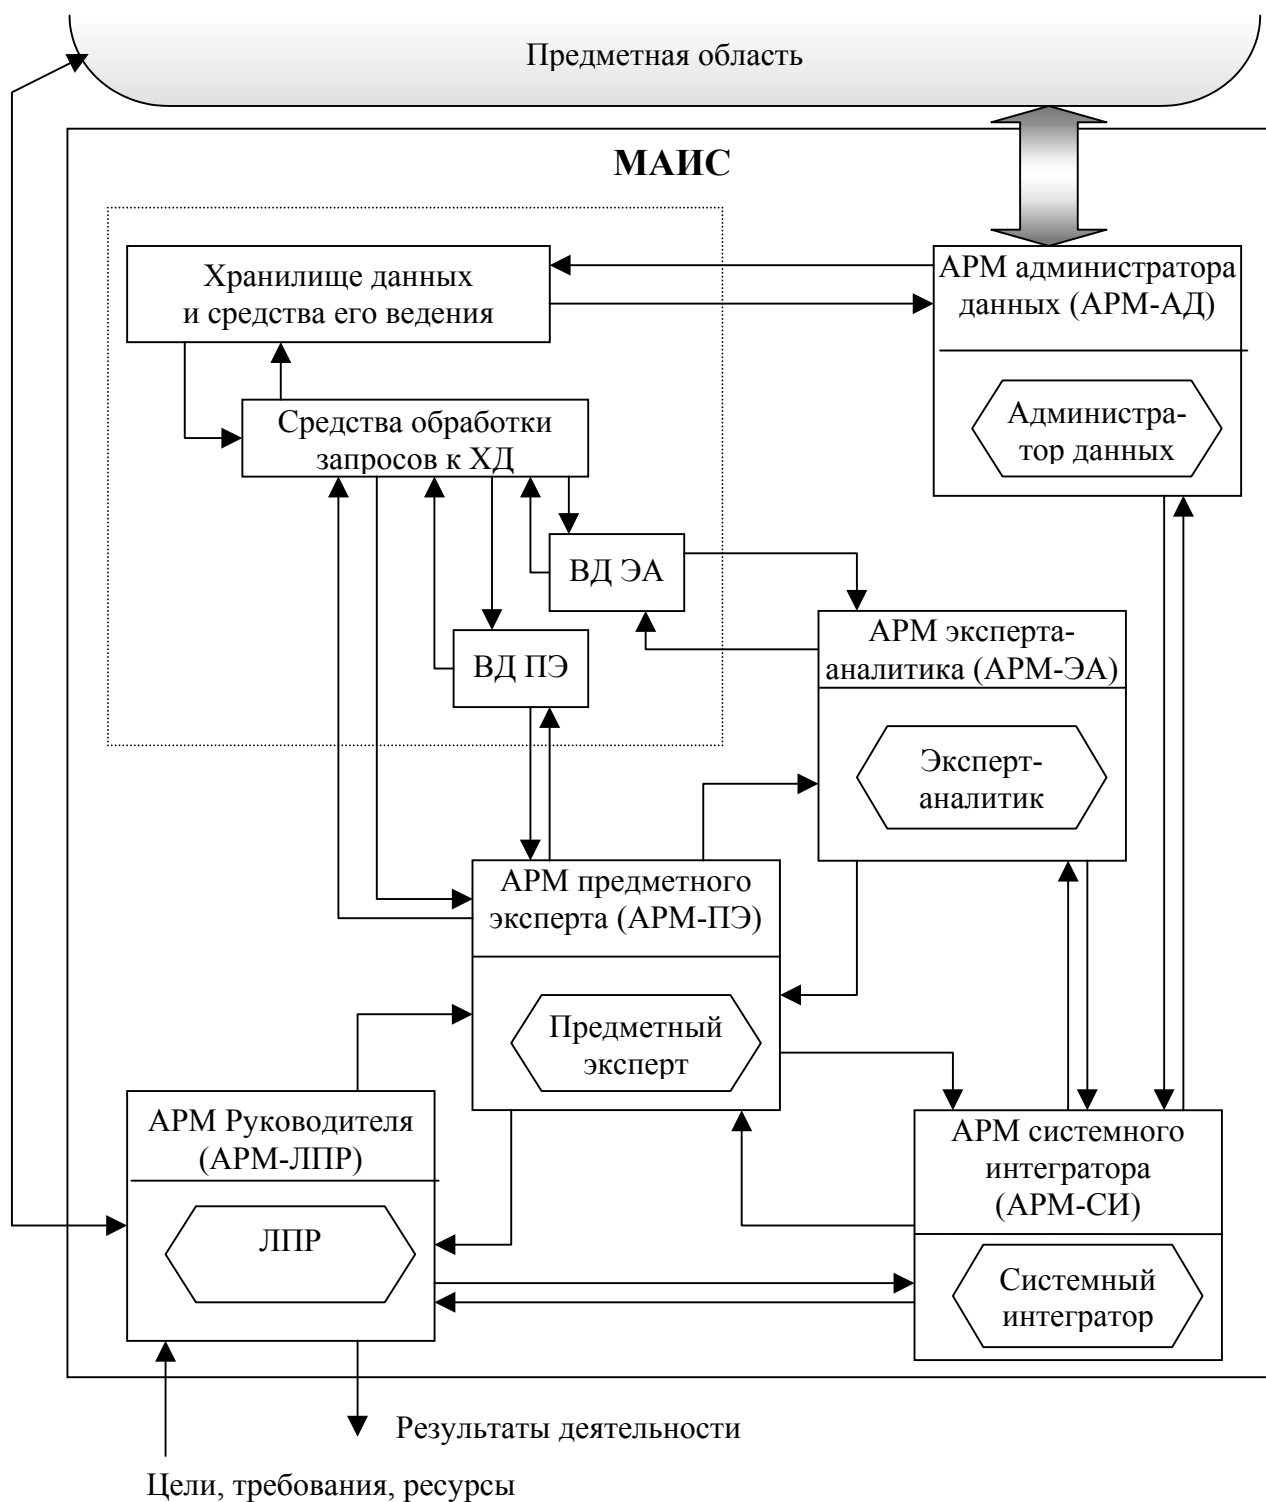 Предметная область
МАИС
Хранилище данных
и средства его ведения
АРМ администратора
данных (АРМ-АД)
Администра-
тор данных
Средства обработки
запросов к ХД
ВД ЭА
ВД ПЭ
АРМ эксперта-
аналитика (АРМ-ЭА)
Эксперт-
аналитик
АРМ предметного
эксперта (АРМ-ПЭ)
Предметный
эксперт
АРМ Руководителя
(АРМ-ЛПР)
ЛПР
АРМ системного
интегратора
(АРМ-СИ)
Системный
интегратор
Результаты деятельности
Цели, требования, ресурсы